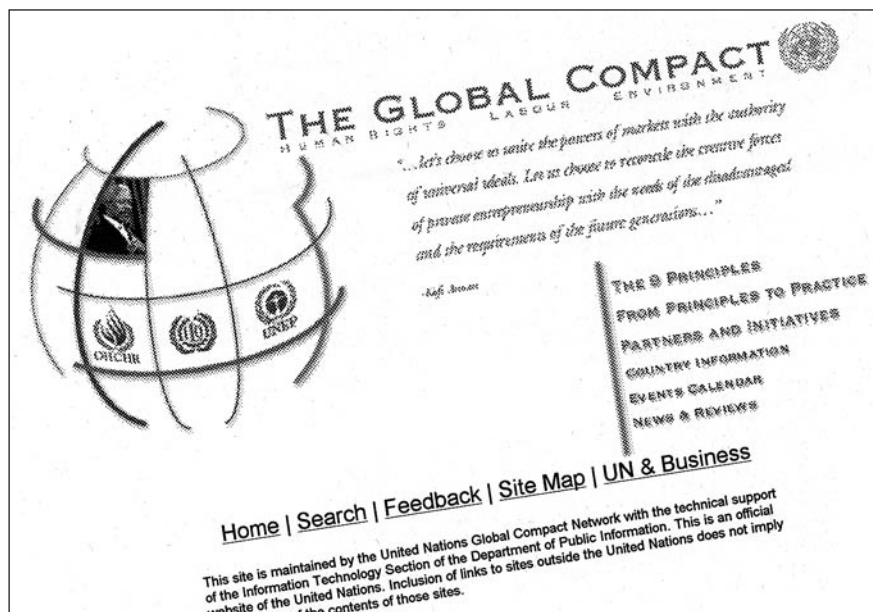 THE GLOBAL COMPACT
HUMAN RIGHTS LABOUR ENVIRONMENT
"…let's choose to unite the powers of markets with the authority
of universal ideals. Let us choose to reconcile the creative forces
of private entrepreneurship with the needs of the disadvantaged
and the requirements of the future generations…"
-Kofi Annan
OHCHR
UNEP
THE 9 PRINCIPLES
FROM PRINCIPLES TO PRACTICE
PARTNERS AND INITIATIVES
COUNTRY INFORMATION
EVENTS CALENDAR
NEWS & REVIEWS
Home | Search | Feedback | Site Map | UN & Business
This site is maintained by the United Nations Global Compact Network with the technical support
of the Information Technology Section of the Department of Public Information. This is an official
website of the United Nations. Inclusion of links to sites outside the United Nations does not imply
of the contents of those sites.